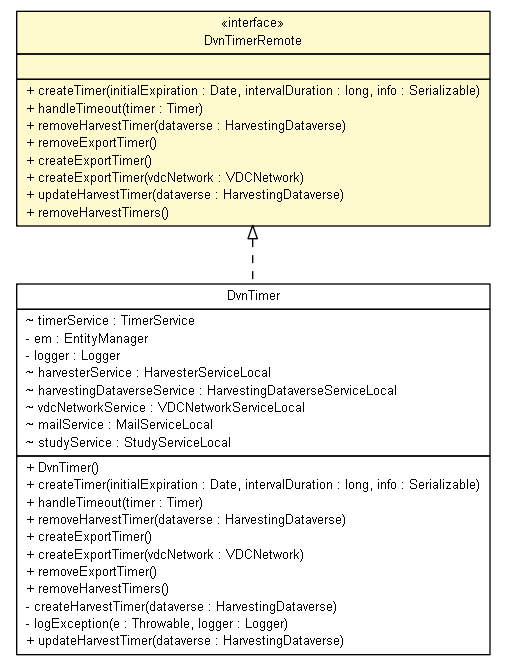 «interface»
DvnTimerRemote
+ createTimer(initialExpiration : Date, intervalDuration : long, info : Serializable)
+ handleTimeout(timer : Timer)
+ removeHarvestTimer(dataverse : HarvestingDataverse)
+ removeExportTimer()
+ createExportTimer()
+ createExportTimer(vdcNetwork : VDCNetwork)
+ updateHarvestTimer(dataverse : HarvestingDataverse)
+ removeHarvestTimers()
DvnTimer
~ timerService : TimerService
- em : EntityManager
- logger : Logger
~ harvesterService : HarvesterServiceLocal
~ harvestingDataverseService : HarvestingDataverseServiceLocal
~ vdcNetworkService : VDCNetworkServiceLocal
~ mailService : MailServiceLocal
~ studyService : StudyServiceLocal
+ DvnTimer()
+ createTimer(initialExpiration : Date, intervalDuration : long, info : Serializable)
+ handleTimeout(timer : Timer)
+ removeHarvestTimer(dataverse : HarvestingDataverse)
+ createExportTimer()
+ createExportTimer(vdcNetwork : VDCNetwork)
+ removeExportTimer()
+ removeHarvestTimers()
- createHarvestTimer(dataverse : HarvestingDataverse)
- logException(e : Throwable, logger : Logger)
+ updateHarvestTimer(dataverse : HarvestingDataverse)